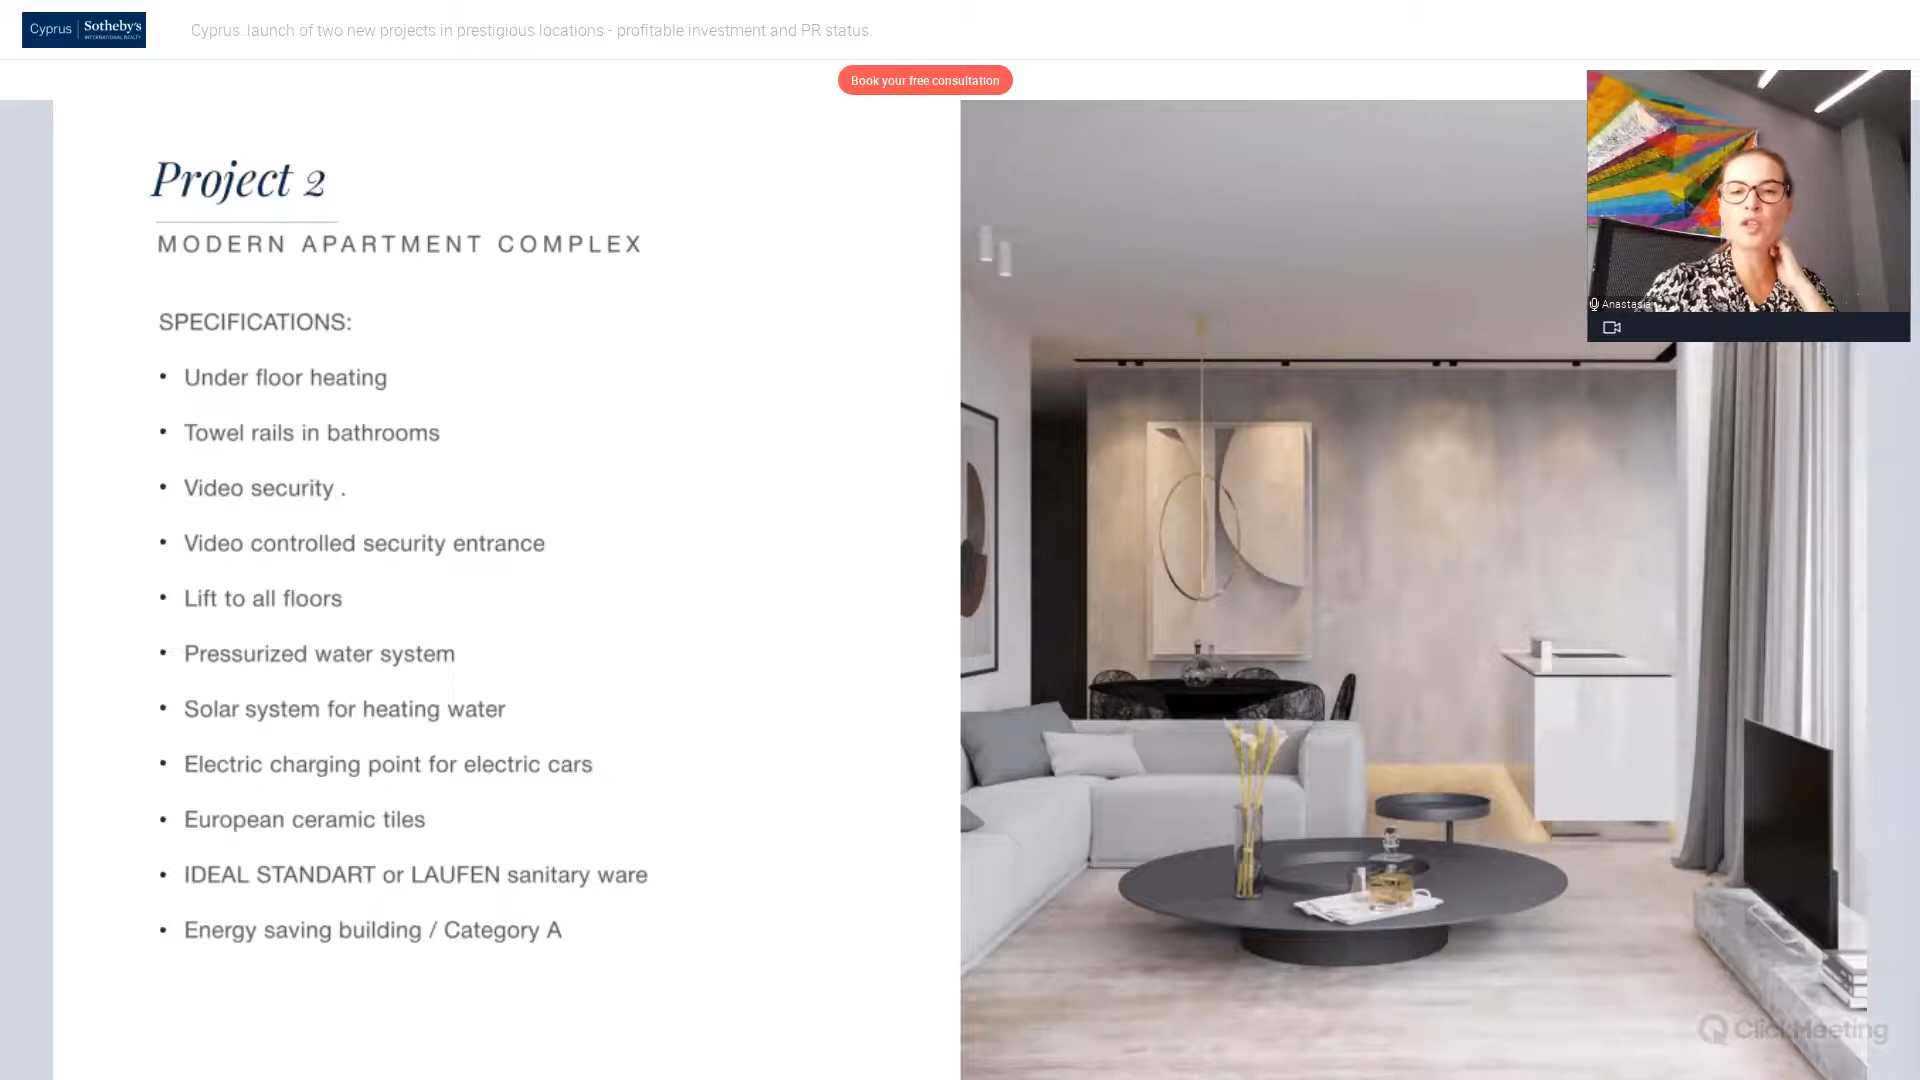 Cyprus | Sotheby's
INTERNATIONAL REALTY
Cyprus. launch of two new projects in prestigious locations - profitable investment and PR status.
Book your free consultation
Project 2
MODERN APARTMENT COMPLEX
SPECIFICATIONS:
• Under floor heating
• Towel rails in bathrooms
• Video security .
• Video controlled security entrance
• Lift to all floors
• Pressurized water system
• Solar system for heating water
• Electric charging point for electric cars
• European ceramic tiles
• IDEAL STANDART or LAUFEN sanitary ware
• Energy saving building / Category A
Anastasia
ClickMeeting